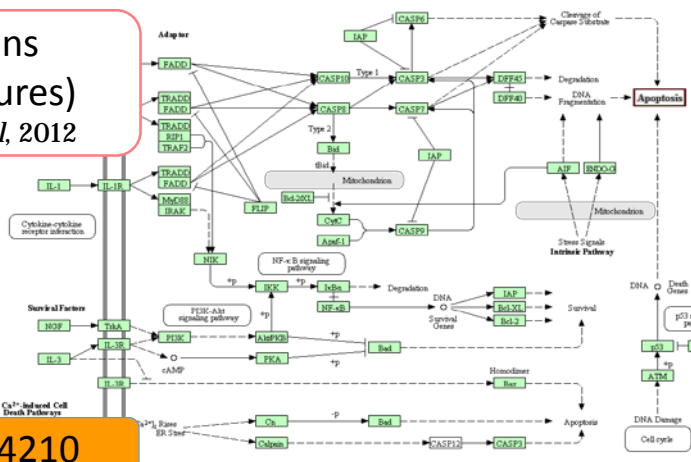 ns
ures)
l, 2012
Adaptor
FADD
TRADD
FADD
TRADD
RIP1
TRAF2
TRADD
FADD
MyD88
IRAK
IL-1
IL-1R
Cytokine-cytokine
receptor interaction
FLIP
NIK
CASP10
Type 1
CASP3
CASP8
CASP7
Type 2
Bid
tBid
Mitochondrion
Bcl-2/XL
CytC
Apaf-1
CASP9
IAP
IAP
CASP6
Cleavage of
Caspase Substrate
DFF45
DFF40
Degradation
DNA
Fragmentation
Apoptosis
AIF
ENDO-G
Mitochondrion
Stress Signals
Intrinsic Pathway
NF-κB signaling
pathway
+p
IKK
+p
IκBα
NF-κB
Degradation
DNA
Survival
Genes
IAP
Bcl-XL
Bcl-2
Survival
Survival Factors
NGF
TrkA
IL-3
IL-3R
PI3K-Akt
signaling pathway
PI3K
cAMP
Akt/PKB
PKA
+p
+p
Bad
IL-3R
Homodimer
Bax
Ca²⁺-induced Cell
Death Pathways
Rises
ER Stress
Cn
-p
Bad
Calpain
CASP12
CASP3
Apoptosis
DNA
Death
Genes
p53
p53
+p
ATM
DNA Damage
Cell cycle
4210